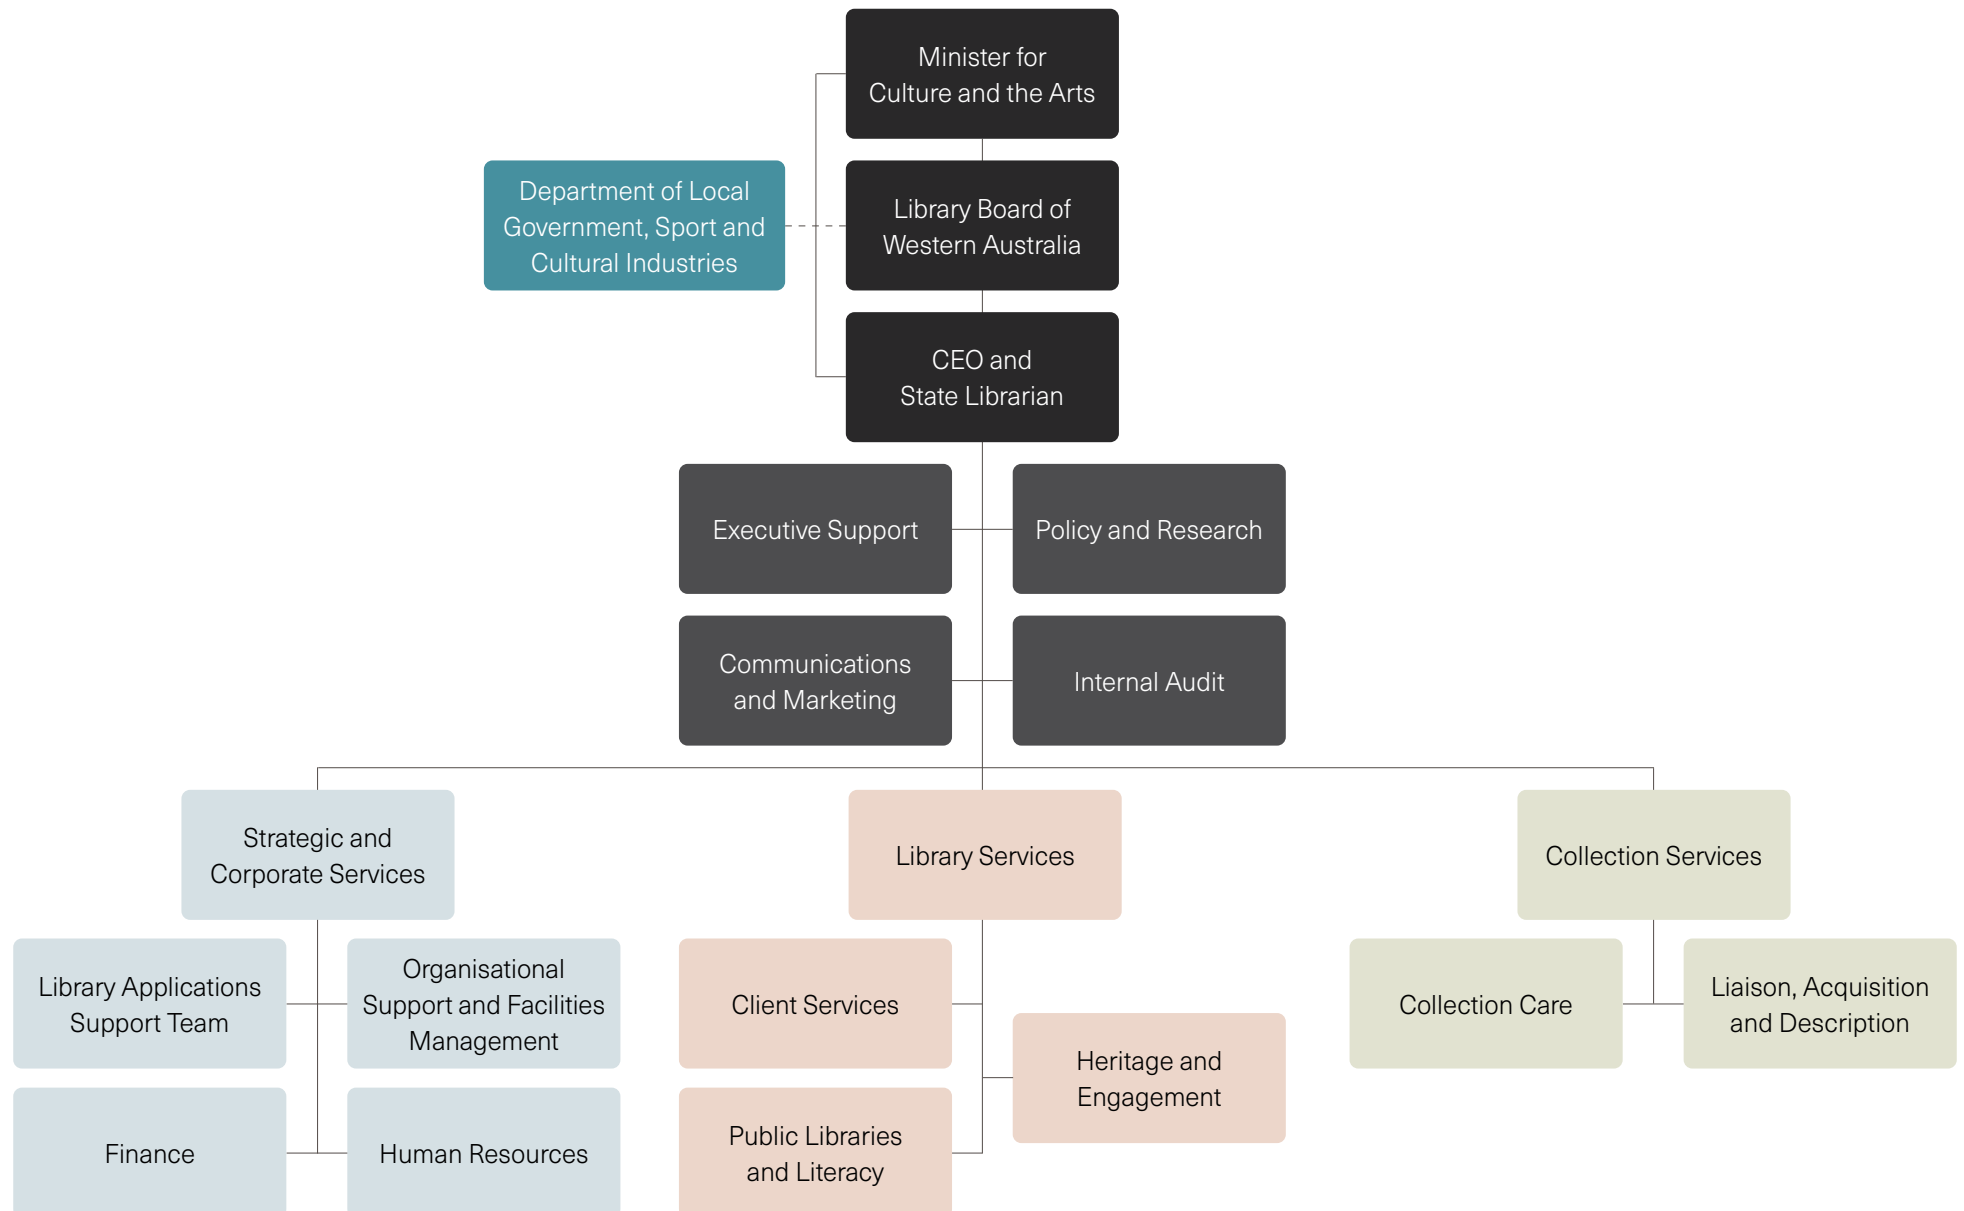 Minister for
Culture and the Arts
Department of Local
Government, Sport and
Cultural Industries
Library Board of
Western Australia
CEO and
State Librarian
Executive Support
Policy and Research
Communications
and Marketing
Internal Audit
Strategic and
Corporate Services
Library Services
Collection Services
Library Applications
Support Team
Organisational
Support and Facilities
Management
Client Services
Collection Care
Liaison, Acquisition
and Description
Heritage and
Engagement
Finance
Human Resources
Public Libraries
and Literacy